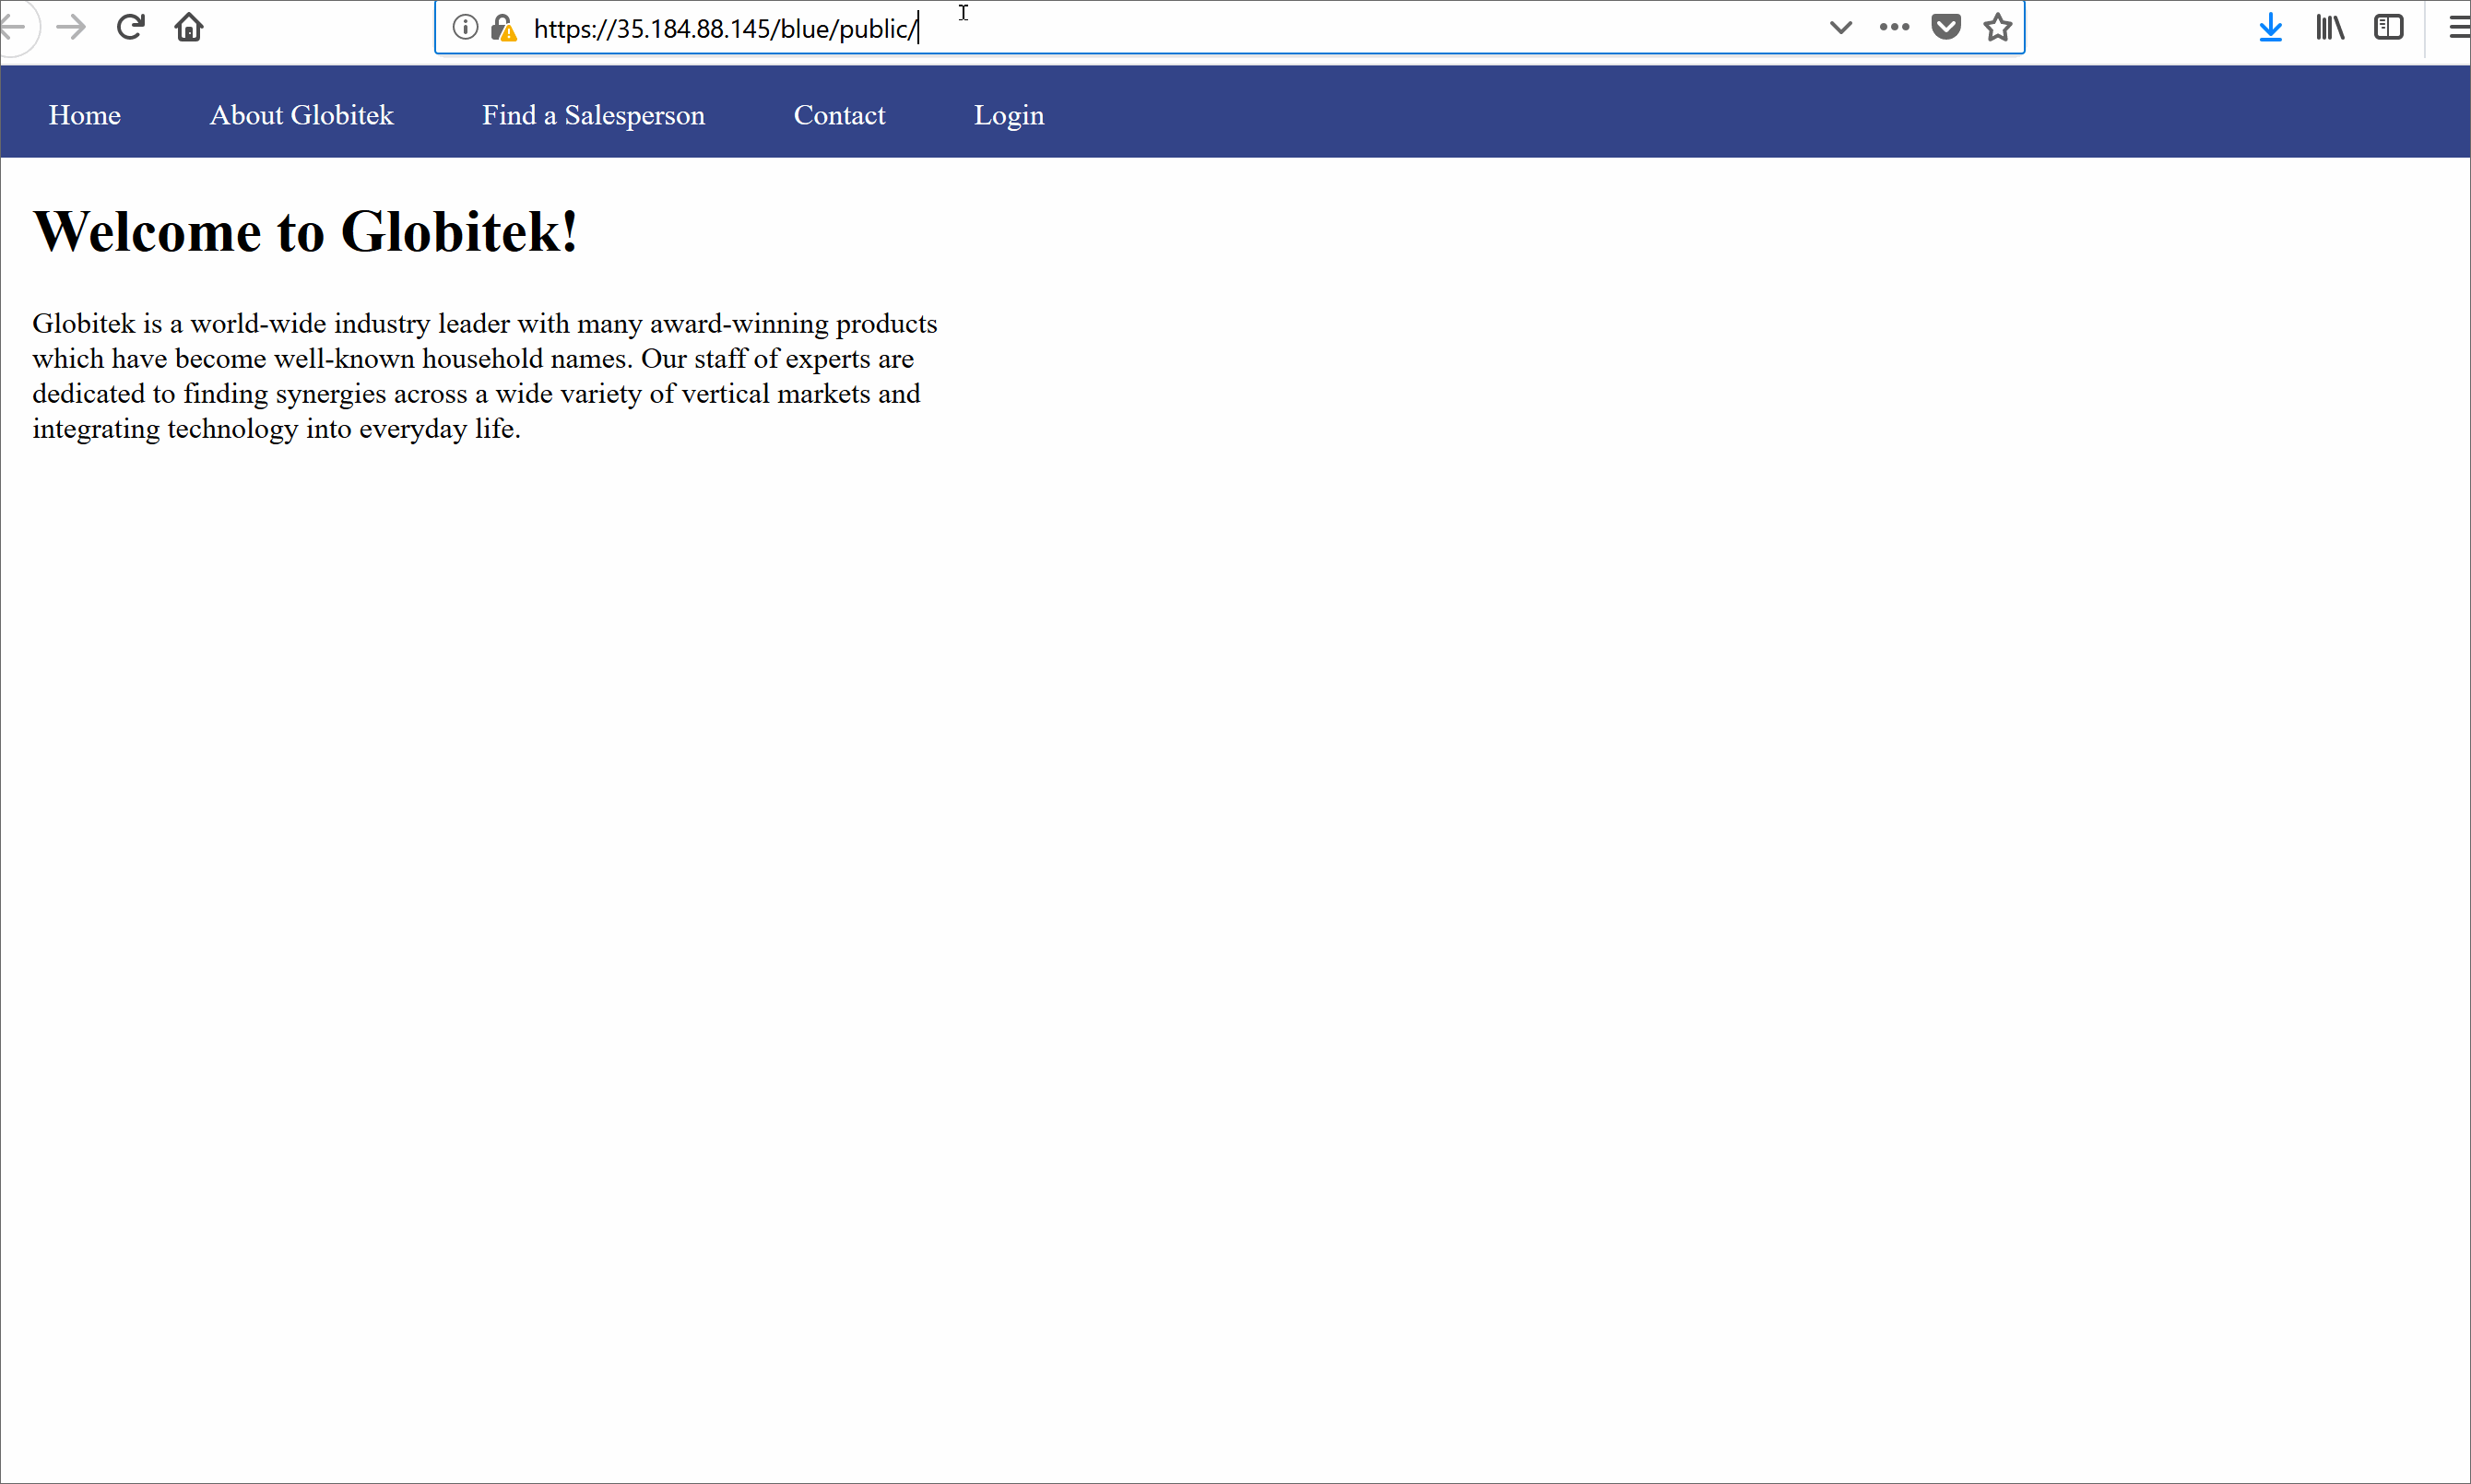 https://35.184.88.145/blue/public/
Home About Globitek Find a Salesperson Contact Login
Welcome to Globitek!
Globitek is a world-wide industry leader with many award-winning products
which have become well-known household names. Our staff of experts are
dedicated to finding synergies across a wide variety of vertical markets and
integrating technology into everyday life.